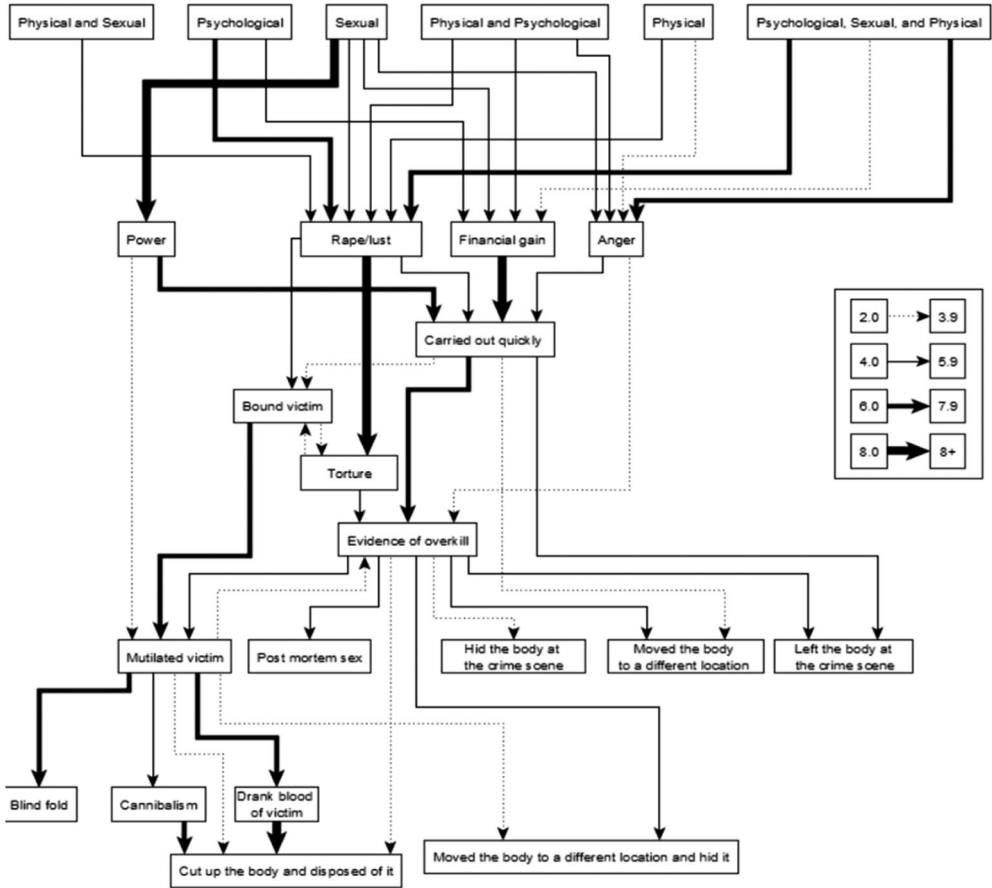 Physical and Sexual
Psychological
Sexual
Physical and Psychological
Physical
Psychological, Sexual, and Physical
Power
Rape/lust
Financial gain
Anger
Carried out quickly
2.0
3.9
4.0
5.9
6.0
7.9
8.0
8+
Bound victim
Torture
Evidence of overkill
Mutilated victim
Post mortem sex
Hid the body at
the crime scene
Moved the body
to a different location
Left the body at
the crime scene
Blind fold
Cannibalism
Drank blood
of victim
Cut up the body and disposed of it
Moved the body to a different location and hid it